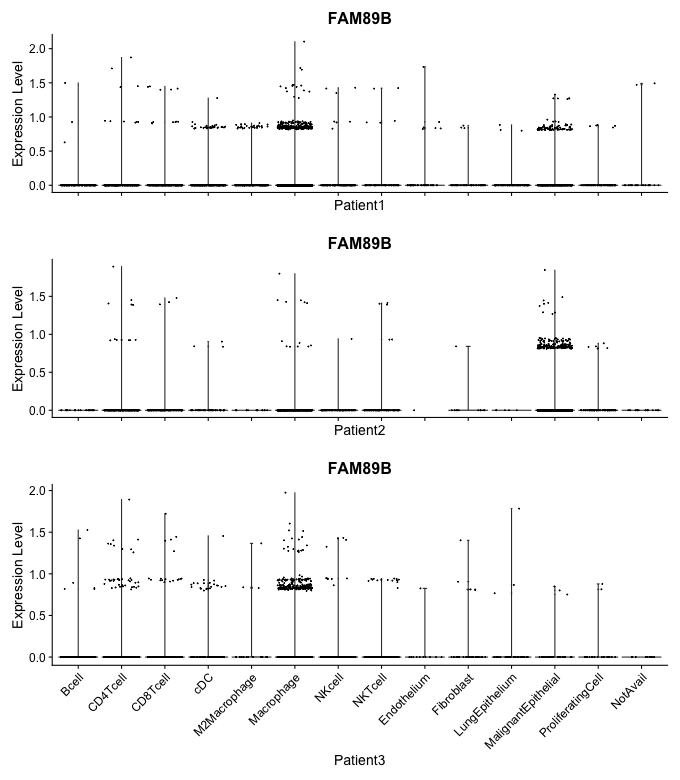 FAM89B
Expression Level
2.0
1.5
1.0
0.5
0.0
Patient1
FAM89B
Expression Level
1.5
1.0
0.5
0.0
Patient2
FAM89B
Expression Level
2.0
1.5
1.0
0.5
0.0
Bcell
CD4Tcell
CD8Tcell
cDC
M2Macrophage
Macrophage
NKcell
NKTcell
Endothelium
Fibroblast
LungEpithelium
MalignantEpithelial
ProliferatingCell
NotAvail
Patient3